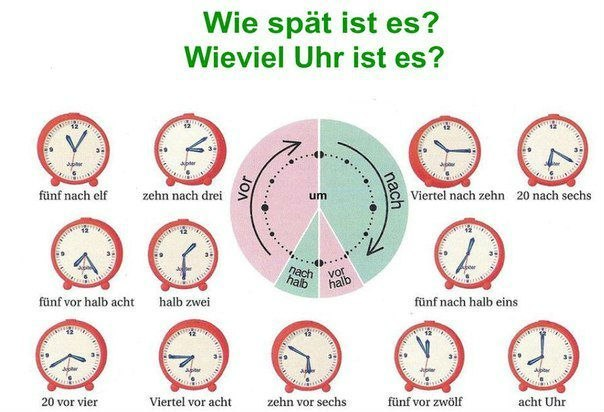 Wie spät ist es?
Wieviel Uhr ist es?
fünf nach elf
zehn nach drei
vor
nach
um
nach
halb
vor
halb
Viertel nach zehn
20 nach sechs
fünf vor halb acht
halb zwei
fünf nach halb eins
20 vor vier
Viertel vor acht
zehn vor sechs
fünf vor zwölf
acht Uhr